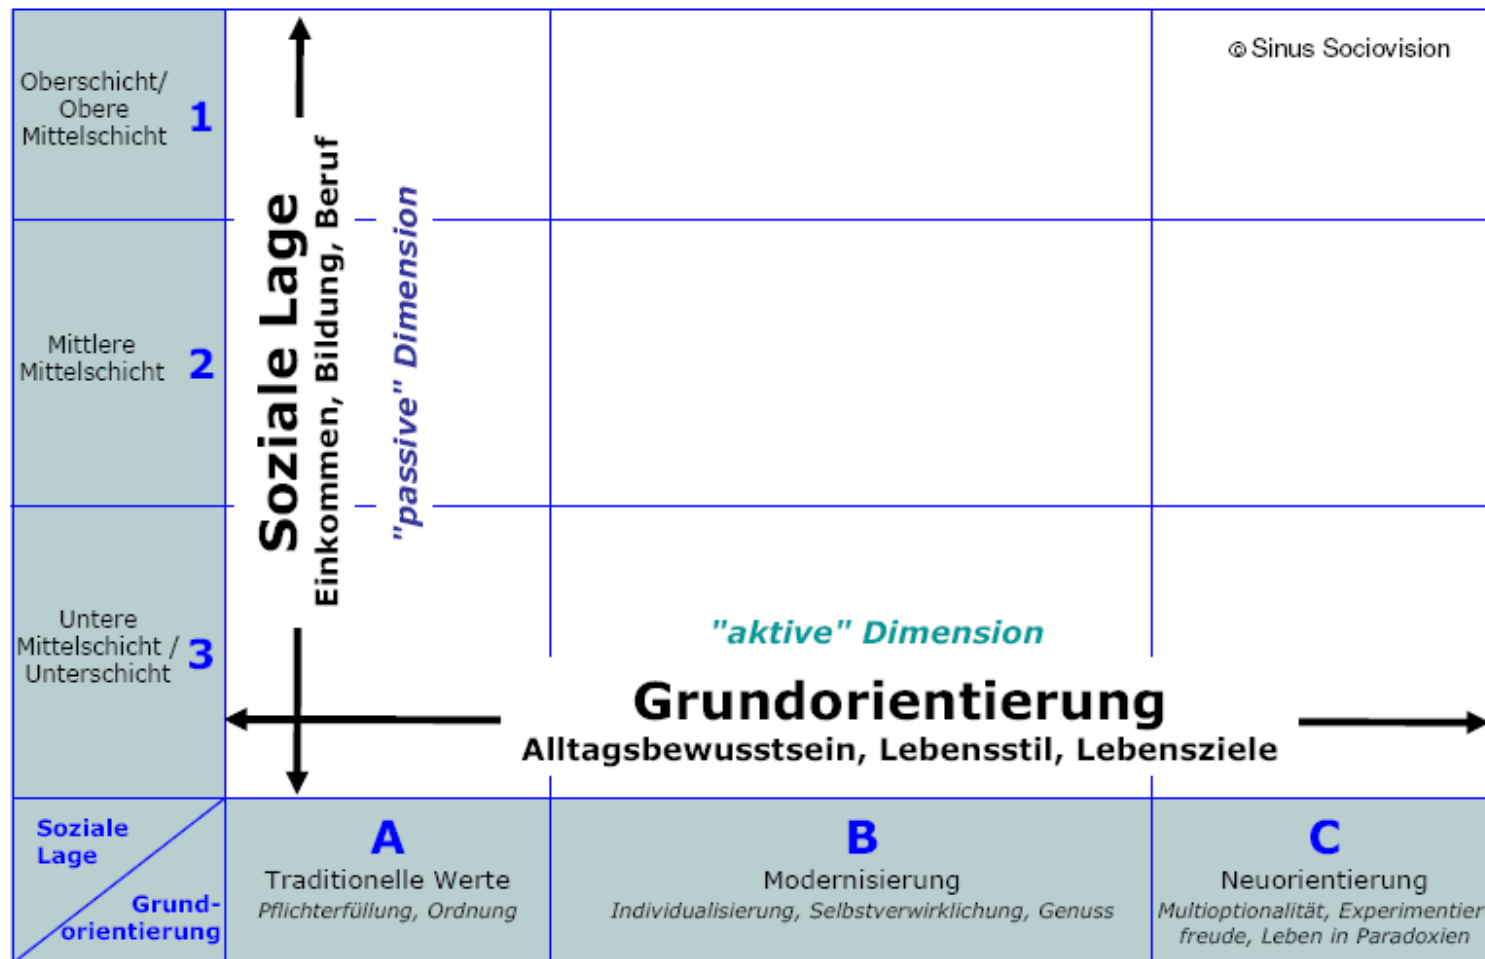 © Sinus Sociovision
Oberschicht/
Obere
Mittelschicht
1
Mittlere
Mittelschicht
2
Untere
Mittelschicht /
Unterschicht
3
Soziale Lage
Einkommen, Bildung, Beruf
"passive" Dimension
"aktive" Dimension
Grundorientierung
Alltagsbewusstsein, Lebensstil, Lebensziele
Soziale
Lage
Grund-
orientierung
A
Traditionelle Werte
Pflichterfüllung, Ordnung
B
Modernisierung
Individualisierung, Selbstverwirklichung, Genuss
C
Neuorientierung
Multioptionalität, Experimentier
freude, Leben in Paradoxien